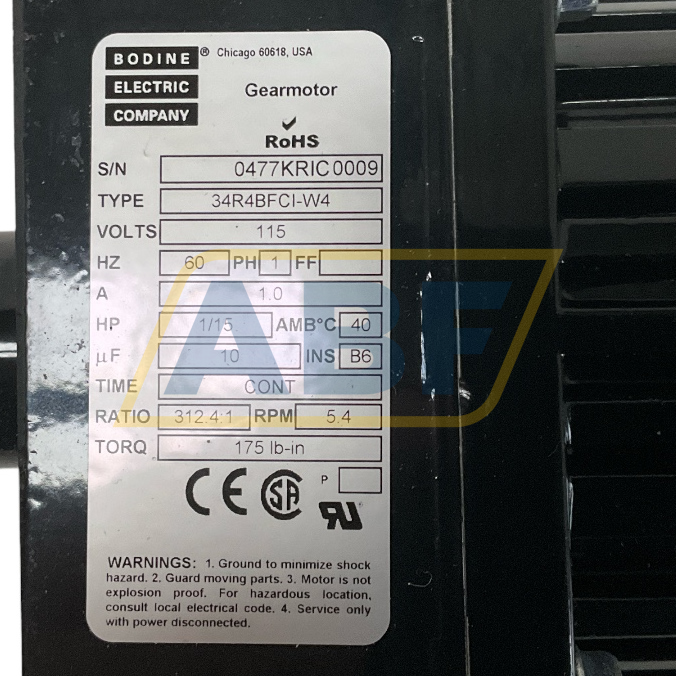 BODINE ® Chicago 60618, USA
ELECTRIC
COMPANY
Gearmotor
RoHS
S/N 0477KRIC0009
TYPE 34R4BFCI-W4
VOLTS 115
HZ 60 PH 1 FF
A 1.0
HP 1/15 AMB°C 40
µF 10 INS B6
TIME CONT
RATIO 312.4:1 RPM 5.4
TORQ 175 lb-in
CE SA P
RU
WARNINGS: 1. Ground to minimize shock
hazard. 2. Guard moving parts. 3. Motor is not
explosion proof. For hazardous location,
consult local electrical code. 4. Service only
with power disconnected.
ABF